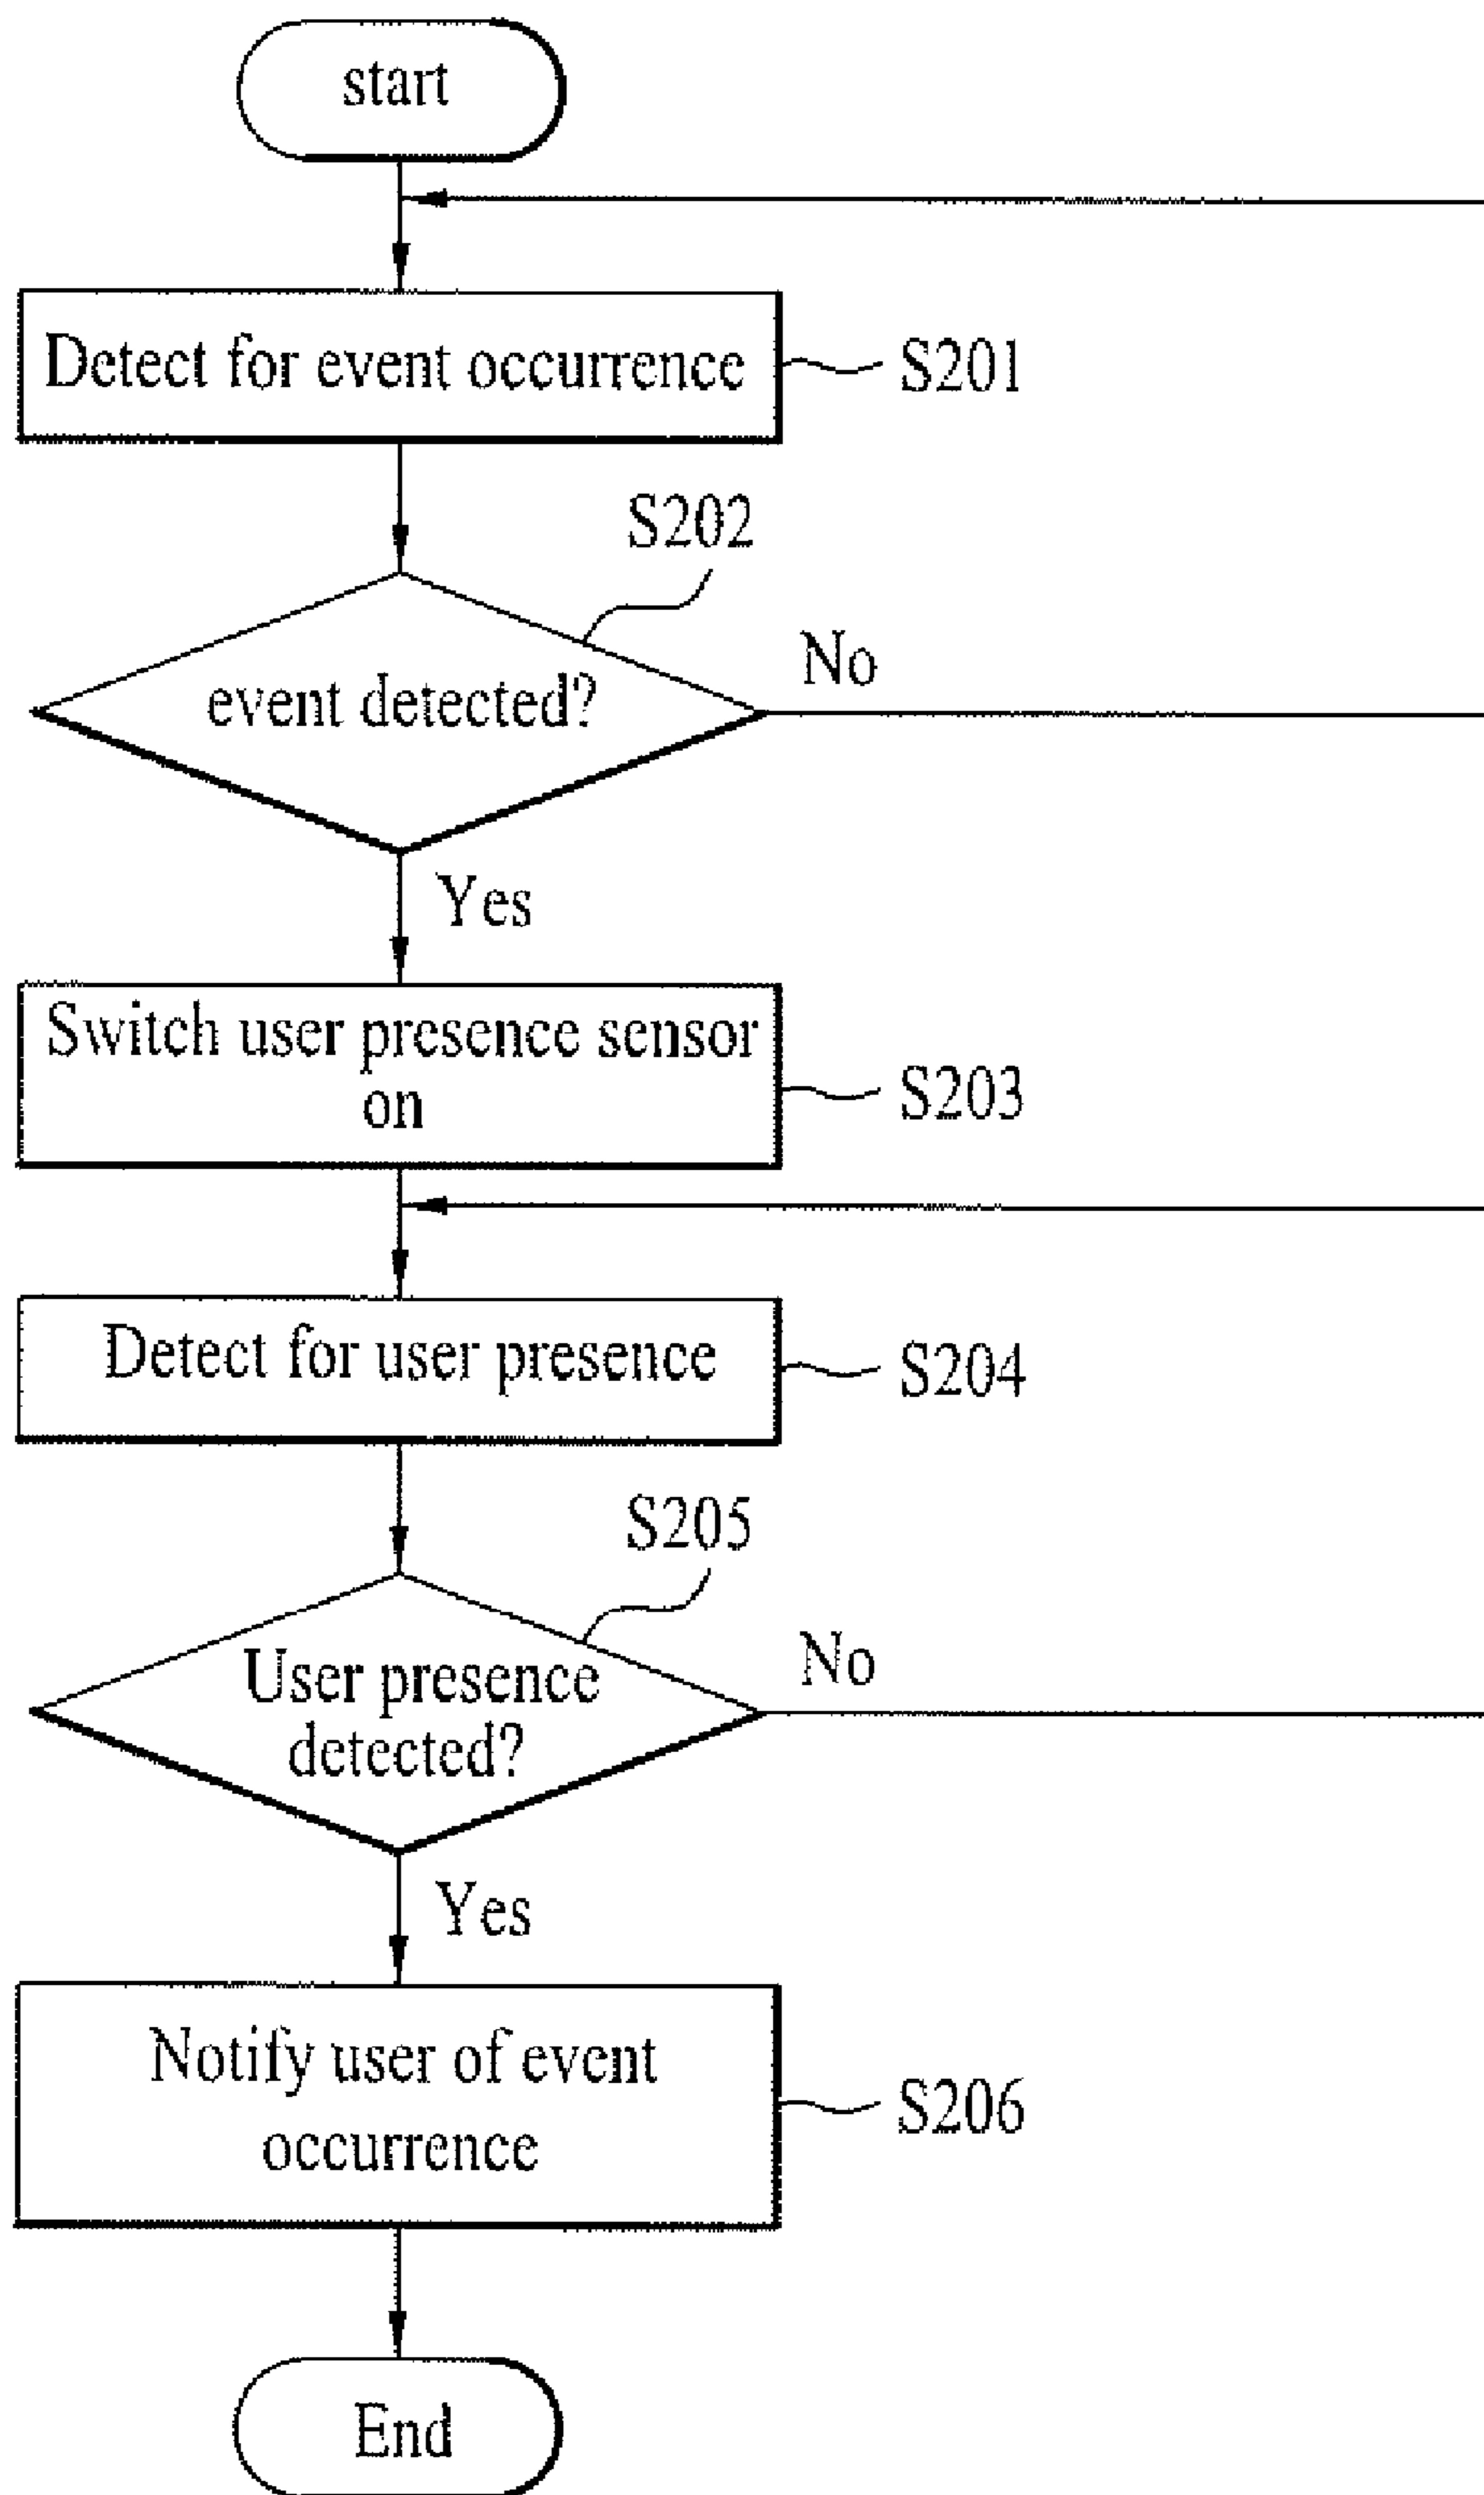 start
Detect for event occurrence
S201
S202
event detected?
No
Yes
Switch user presence sensor
on
S203
Detect for user presence
S204
S205
User presence
detected?
No
Yes
Notify user of event
occurrence
S206
End